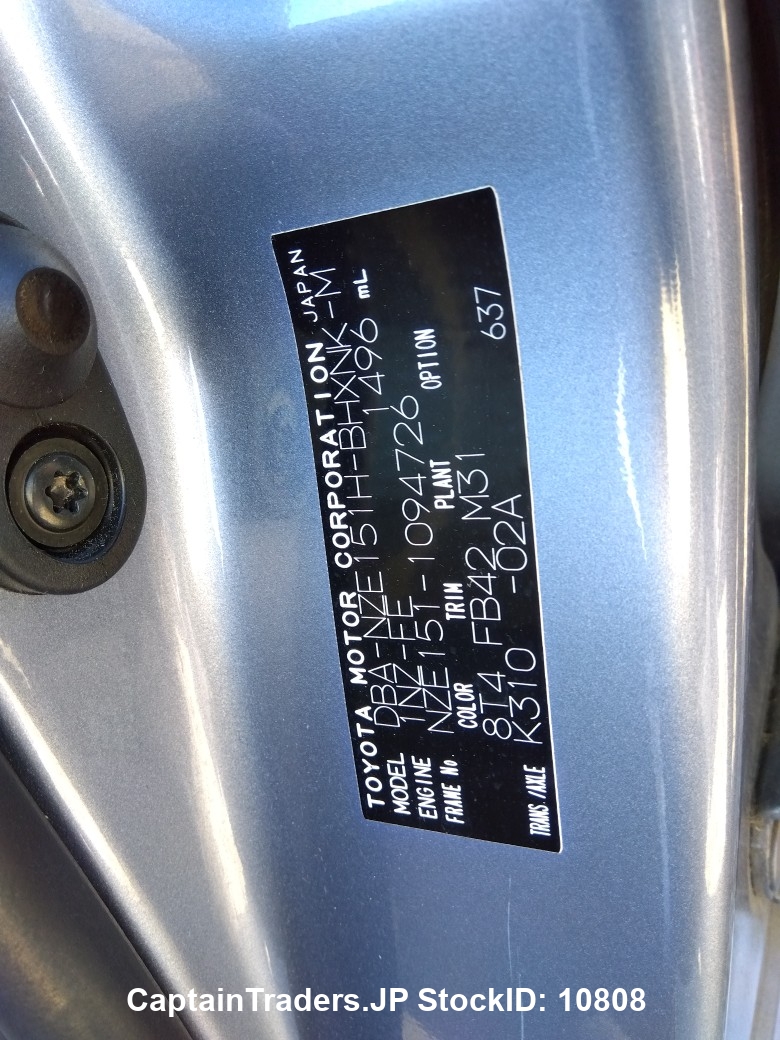 TOYOTA MOTOR CORPORATION JAPAN
MODEL DBA-NZE151H-BHXNK -M
ENGINE 1NZ-FE 1496 mL
FRAME No. NZE151-1094726
COLOR TRIM PLANT OPTION
8T4 FB42 M31 637
TRANS./AXLE K310 -02A
CaptainTraders.JP StockID: 10808